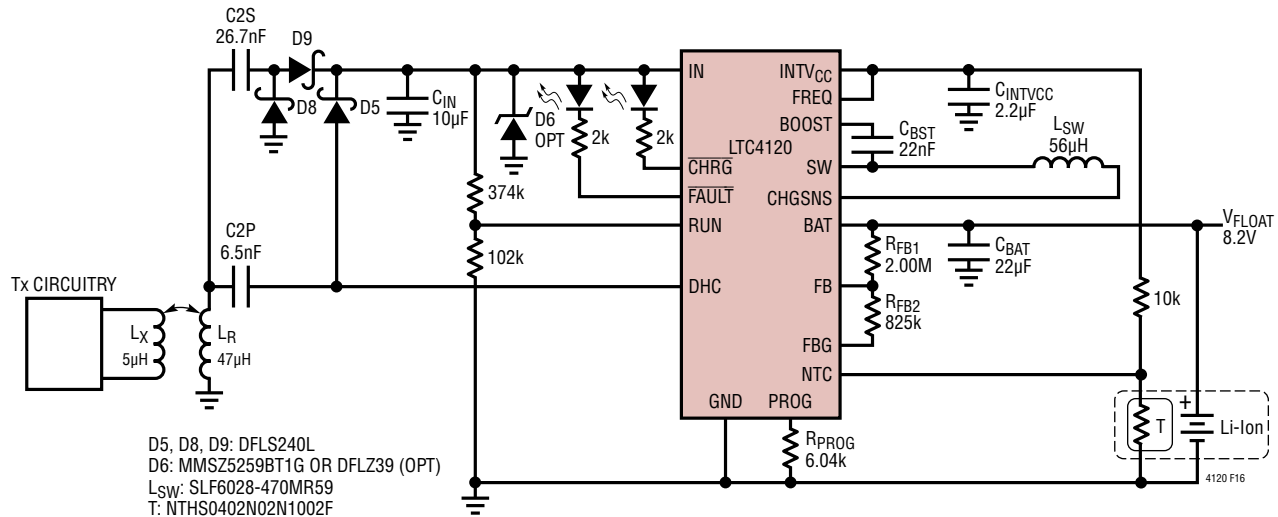 C2S
26.7nF
D9
D8
D5
CIN
10µF
D6
OPT
2k
2k
374k
102k
C2P
6.5nF
Tx CIRCUITRY
LX
5µH
LR
47µH
IN
CHRG
FAULT
RUN
DHC
LTC4120
INTVCC
FREQ
BOOST
SW
CHGSNS
BAT
FB
FBG
NTC
GND
PROG
CINTVCC
2.2µF
CBST
22nF
LSW
56µH
VFLOAT
8.2V
RFB1
2.00M
CBAT
22µF
RFB2
825k
10k
RPROG
6.04k
T
+
Li-Ion
4120 F16
D5, D8, D9: DFLS240L
D6: MMSZ5259BT1G OR DFLZ39 (OPT)
LSW: SLF6028-470MR59
T: NTHS0402N02N1002F